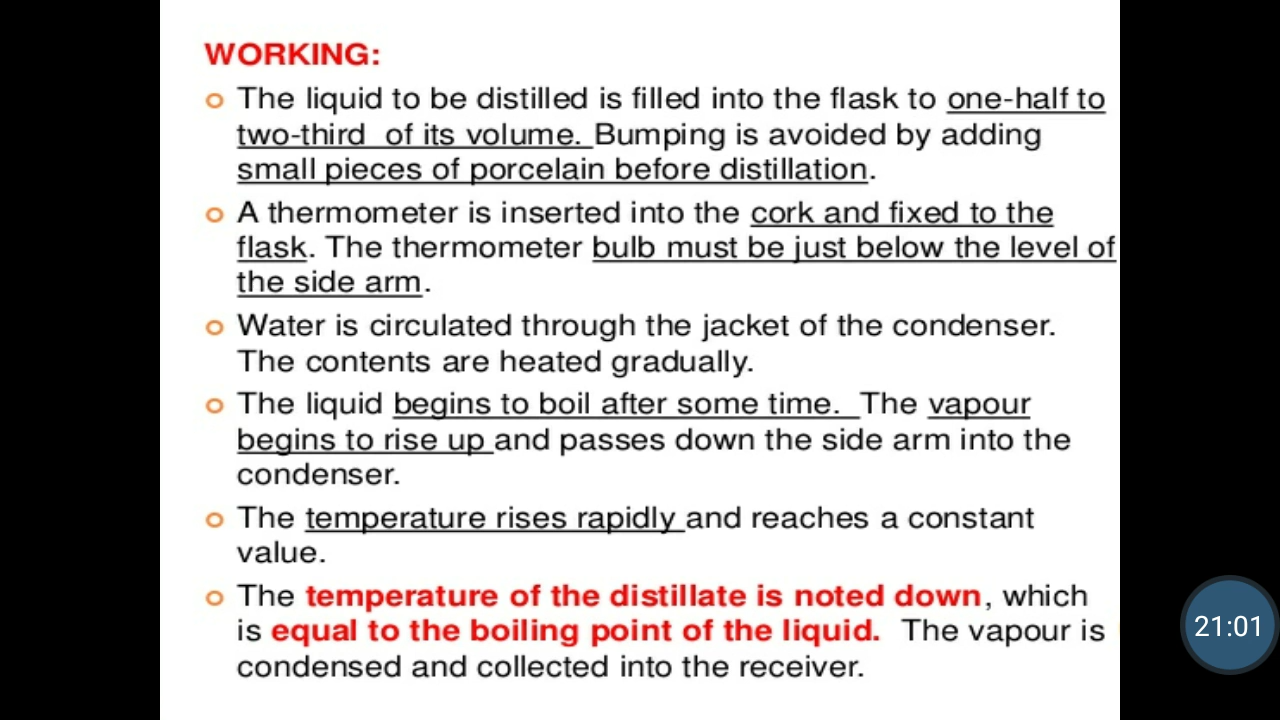 WORKING:
The liquid to be distilled is filled into the flask to one-half to
two-third of its volume. Bumping is avoided by adding
small pieces of porcelain before distillation.
A thermometer is inserted into the cork and fixed to the
flask. The thermometer bulb must be just below the level of
the side arm.
Water is circulated through the jacket of the condenser.
The contents are heated gradually.
The liquid begins to boil after some time. The vapour
begins to rise up and passes down the side arm into the
condenser.
The temperature rises rapidly and reaches a constant
value.
The temperature of the distillate is noted down, which
is equal to the boiling point of the liquid. The vapour is
condensed and collected into the receiver.
21:01